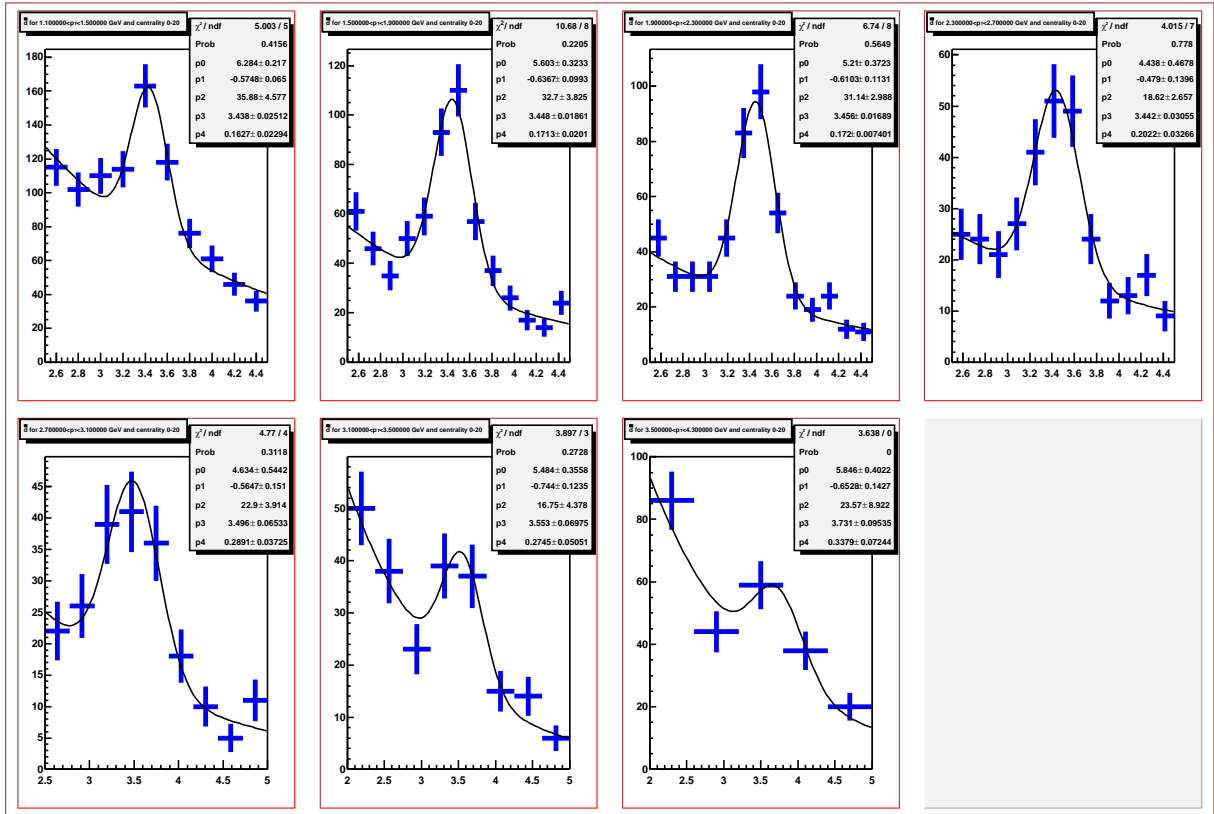 d̄ for 1.100000<pT<1.500000 GeV and centrality 0-20
χ² / ndf 5.003 / 5
Prob 0.4156
p0 6.284± 0.217
p1 -0.5748± 0.065
p2 35.88± 4.577
p3 3.438± 0.02512
p4 0.1627± 0.02294
180
160
140
120
100
80
60
40
20
0
2.6 2.8 3 3.2 3.4 3.6 3.8 4 4.2 4.4
d̄ for 1.500000<pT<1.900000 GeV and centrality 0-20
χ² / ndf 10.68 / 8
Prob 0.2205
p0 5.603± 0.3233
p1 -0.6367± 0.0993
p2 32.7± 3.825
p3 3.448± 0.01861
p4 0.1713± 0.0201
120
100
80
60
40
20
0
2.6 2.8 3 3.2 3.4 3.6 3.8 4 4.2 4.4
d̄ for 1.900000<pT<2.300000 GeV and centrality 0-20
χ² / ndf 6.74 / 8
Prob 0.5649
p0 5.21± 0.3723
p1 -0.6103± 0.1131
p2 31.14± 2.988
p3 3.456± 0.01689
p4 0.172± 0.007401
100
80
60
40
20
0
2.6 2.8 3 3.2 3.4 3.6 3.8 4 4.2 4.4
d̄ for 2.300000<pT<2.700000 GeV and centrality 0-20
χ² / ndf 4.015 / 7
Prob 0.778
p0 4.438± 0.4678
p1 -0.479± 0.1396
p2 18.62± 2.657
p3 3.442± 0.03055
p4 0.2022± 0.03266
60
50
40
30
20
10
0
2.6 2.8 3 3.2 3.4 3.6 3.8 4 4.2 4.4
d̄ for 2.700000<pT<3.100000 GeV and centrality 0-20
χ² / ndf 4.77 / 4
Prob 0.3118
p0 4.634± 0.5442
p1 -0.5647± 0.151
p2 22.9± 3.914
p3 3.496± 0.06533
p4 0.2891± 0.03725
45
40
35
30
25
20
15
10
5
0
2.5 3 3.5 4 4.5 5
d̄ for 3.100000<pT<3.500000 GeV and centrality 0-20
χ² / ndf 3.897 / 3
Prob 0.2728
p0 5.484± 0.3558
p1 -0.744± 0.1235
p2 16.75± 4.378
p3 3.553± 0.06975
p4 0.2745± 0.05051
50
40
30
20
10
0
2 2.5 3 3.5 4 4.5 5
d̄ for 3.500000<pT<4.300000 GeV and centrality 0-20
χ² / ndf 3.638 / 0
Prob 0
p0 5.846± 0.4022
p1 -0.6528± 0.1427
p2 23.57± 8.922
p3 3.731± 0.09535
p4 0.3379± 0.07244
100
80
60
40
20
0
2 2.5 3 3.5 4 4.5 5